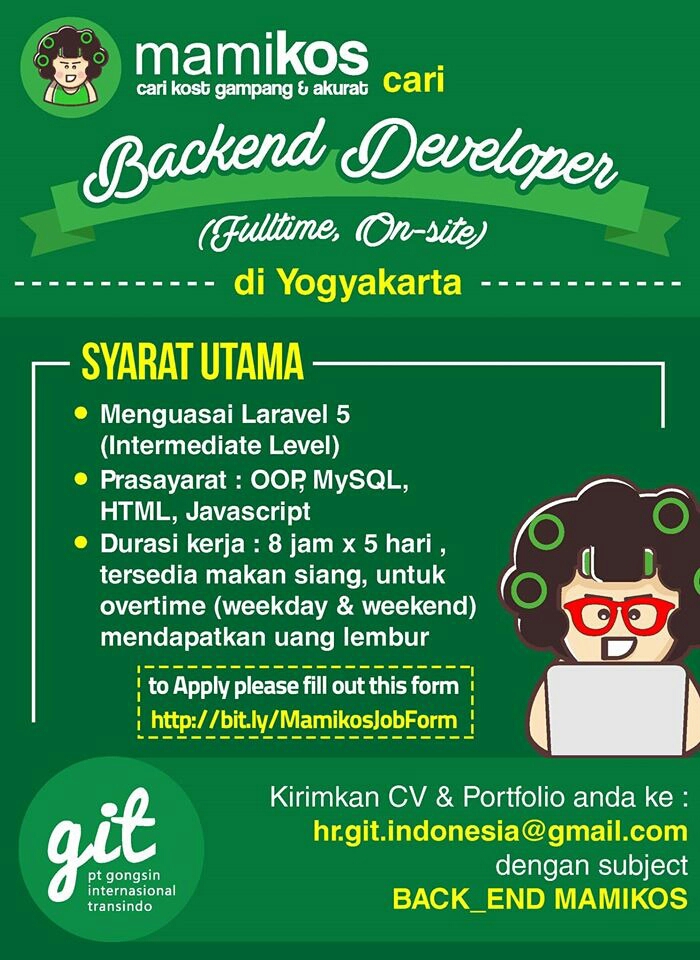 mamikos
cari kost gampang & akurat
cari
Backend Developer
(Fulltime, On-site)
di Yogyakarta
SYARAT UTAMA
Menguasai Laravel 5
(Intermediate Level)
Prasayarat : OOP, MySQL,
HTML, Javascript
Durasi kerja : 8 jam x 5 hari ,
tersedia makan siang, untuk
overtime (weekday & weekend)
mendapatkan uang lembur
to Apply please fill out this form
http://bit.ly/MamikosJobForm
git
pt gongsin
internasional
transindo
Kirimkan CV & Portfolio anda ke :
hr.git.indonesia@gmail.com
dengan subject
BACK_END MAMIKOS